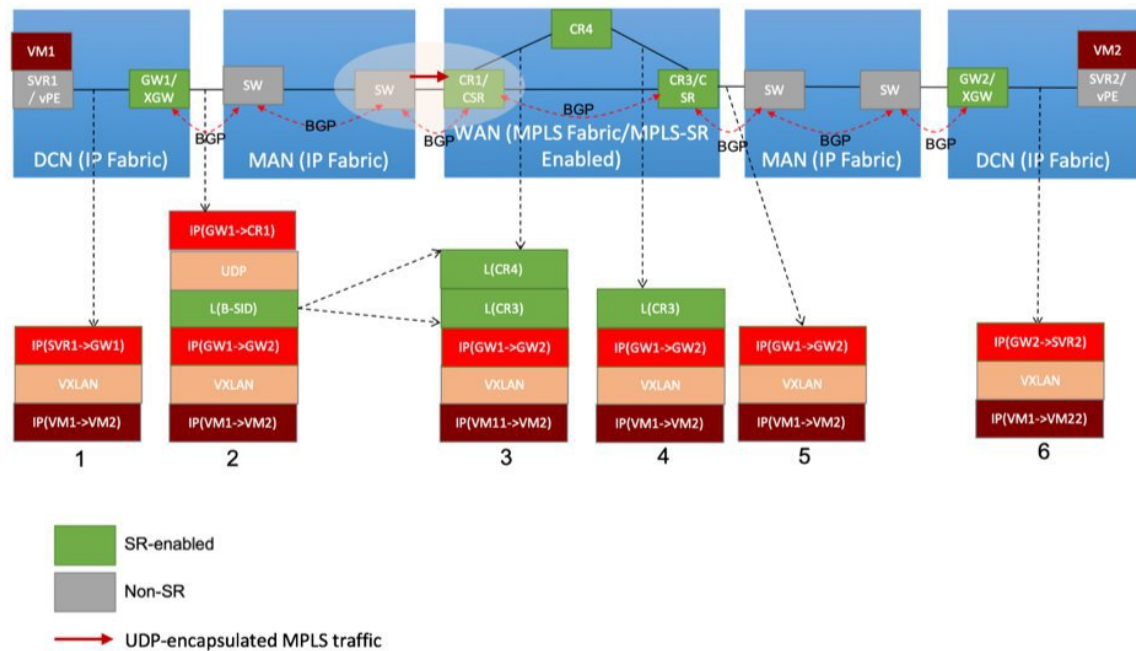 VM1
SVR1
/ vPE
GW1/
XGW
SW
SW
CR1/
CSR
CR4
CR3/C
SR
SW
SW
GW2/
XGW
VM2
SVR2/
vPE
BGP
BGP
BGP
BGP
BGP
BGP
BGP
DCN (IP Fabric)
MAN (IP Fabric)
WAN (MPLS Fabric/MPLS-SR
Enabled)
MAN (IP Fabric)
DCN (IP Fabric)
IP(SVR1->GW1)
VXLAN
IP(VM1->VM2)
1
IP(GW1->CR1)
UDP
L(B-SID)
IP(GW1->GW2)
VXLAN
IP(VM1->VM2)
2
L(CR4)
L(CR3)
IP(GW1->GW2)
VXLAN
IP(VM11->VM2)
3
L(CR3)
IP(GW1->GW2)
VXLAN
IP(VM1->VM2)
4
IP(GW1->GW2)
VXLAN
IP(VM1->VM2)
5
IP(GW2->SVR2)
VXLAN
IP(VM1->VM22)
6
SR-enabled
Non-SR
UDP-encapsulated MPLS traffic